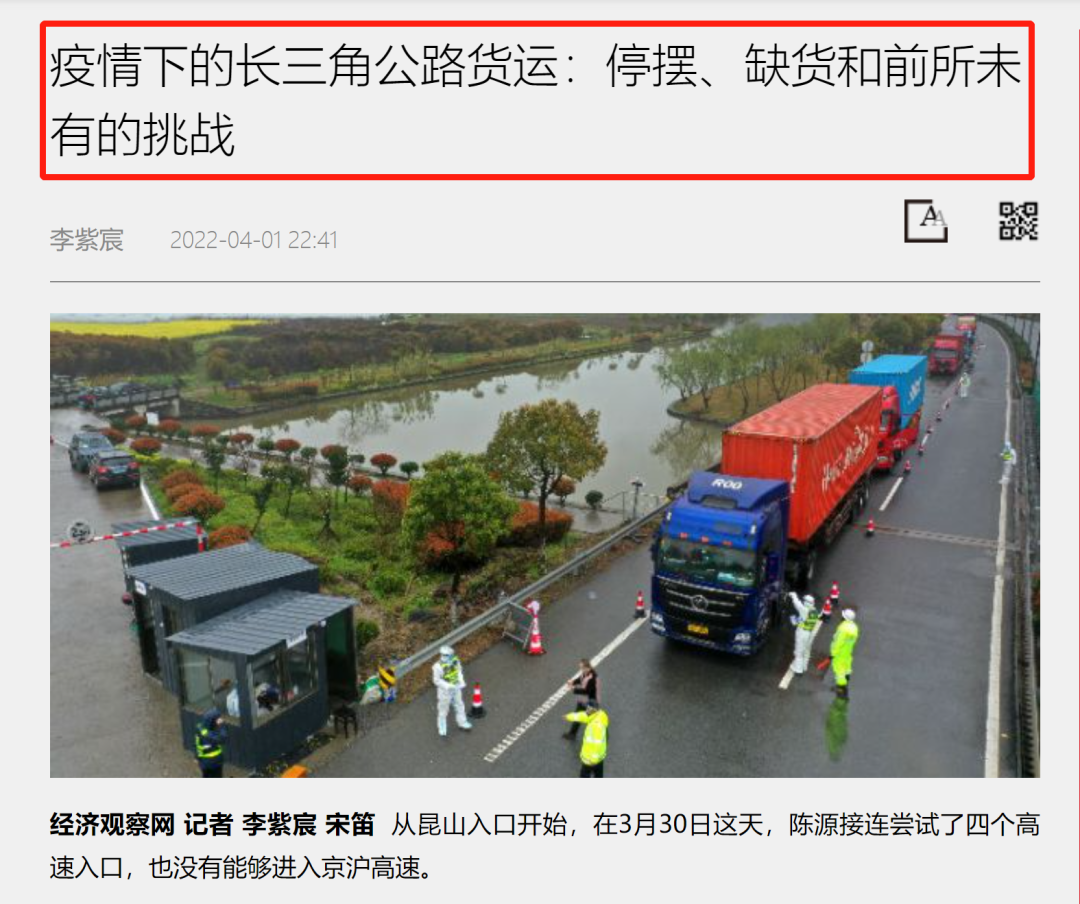 疫情下的长三角公路货运：停摆、缺货和前所未
有的挑战
李紫宸 2022-04-01 22:41
A A
经济观察网 记者 李紫宸 宋笛 从昆山入口开始，在3月30日这天，陈源接连尝试了四个高
速入口，也没有能够进入京沪高速。